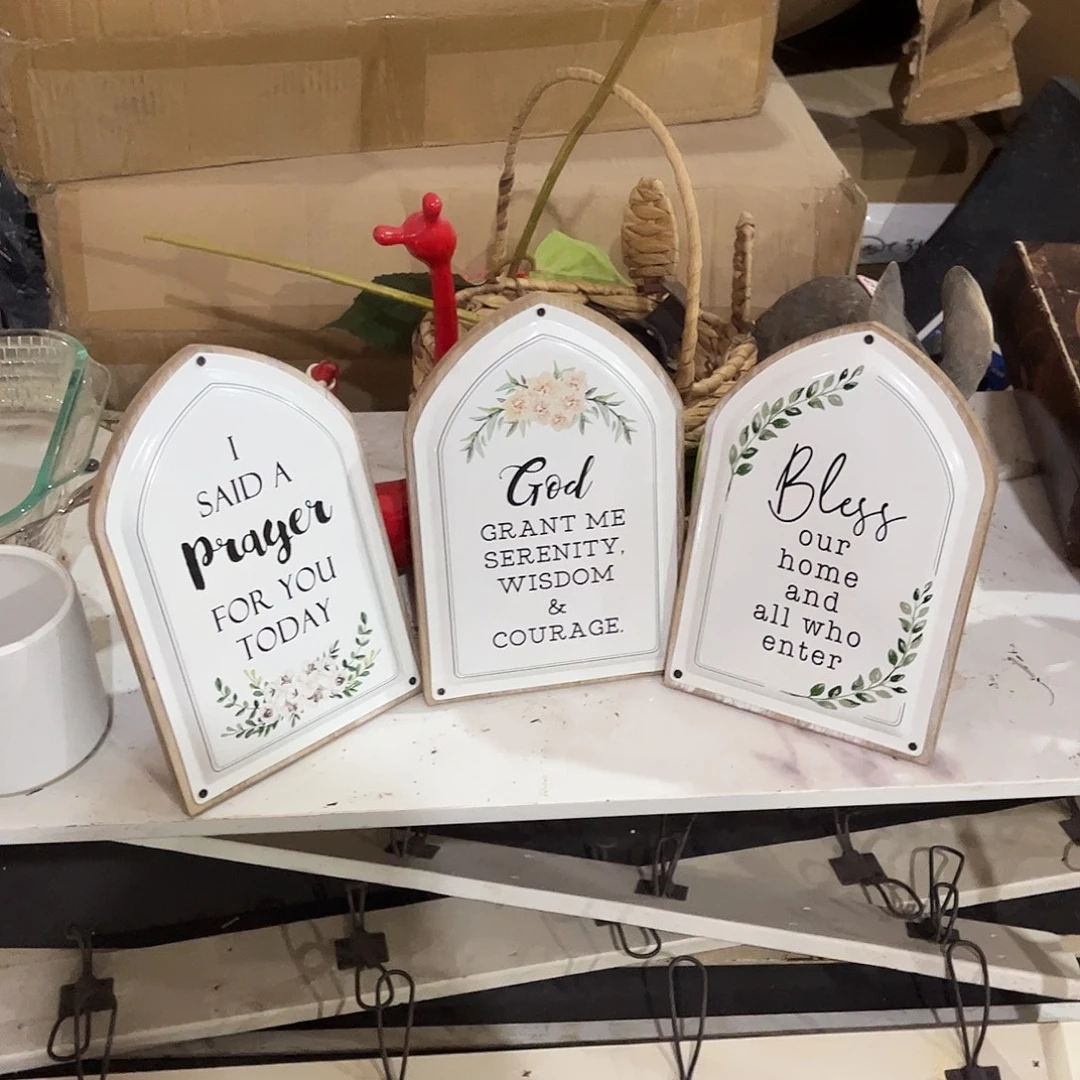 I
SAID A
prayer
FOR YOU
TODAY
God
GRANT ME
SERENITY,
WISDOM
&
COURAGE.
Bless
our
home
and
all who
enter